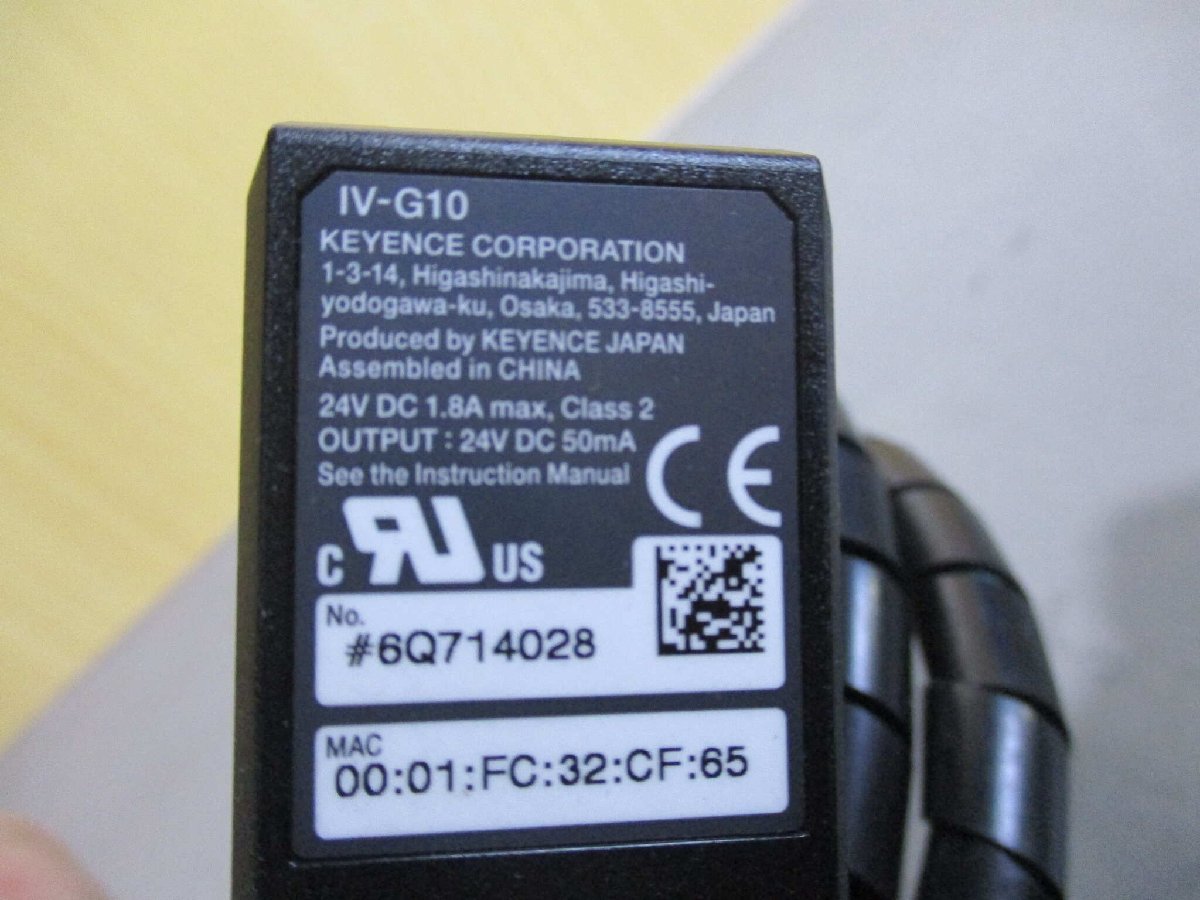 IV-G10
KEYENCE CORPORATION
1-3-14, Higashinakajima, Higashi-
yodogawa-ku, Osaka, 533-8555, Japan
Produced by KEYENCE JAPAN
Assembled in CHINA
24V DC 1.8A max, Class 2
OUTPUT : 24V DC 50mA
See the Instruction Manual
CE
C RU US
No.
#6Q714028
MAC
00:01:FC:32:CF:65